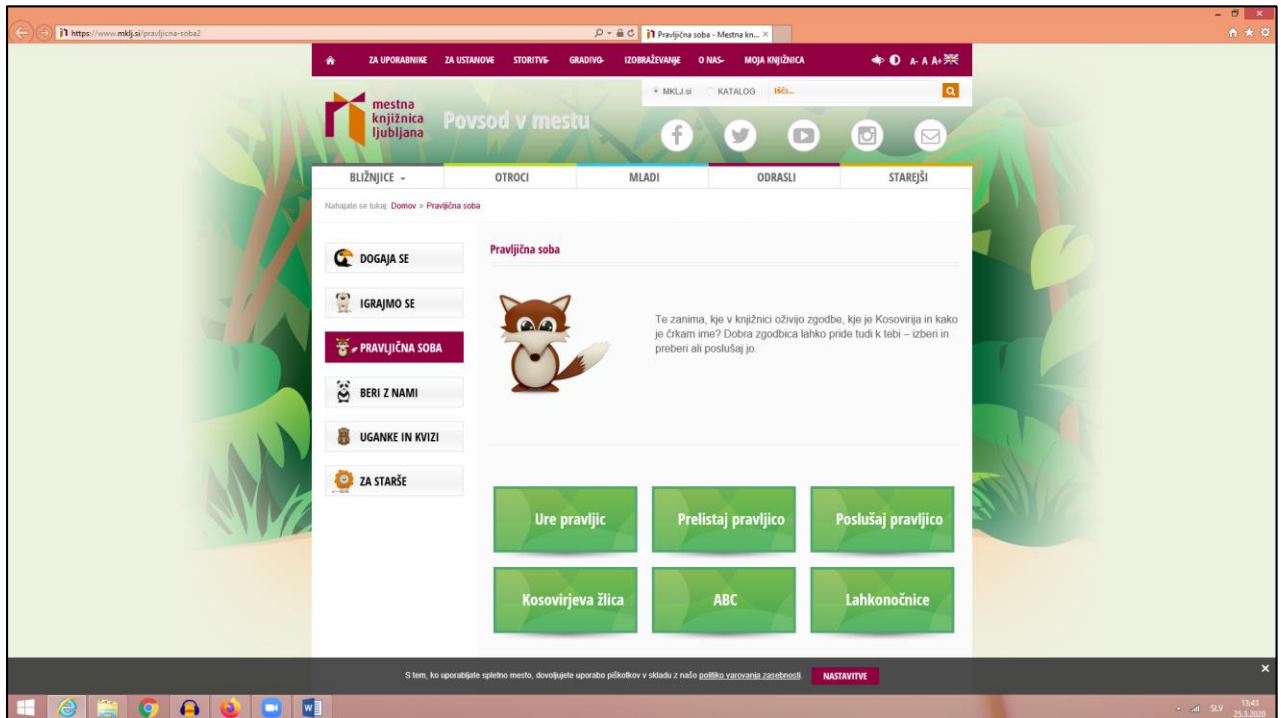 https://www.mklj.si/pravljicna-soba2
Pravljična soba - Mestna kn...
ZA UPORABNIKE ZA USTANOVE STORITVE GRADIVO IZOBRAŽEVANJE O NAS MOJA KNJIŽNICA A- A A+
mestna
knjižnica
ljubljana
Povsod v mestu
MKLJ.si KATALOG Išči...
BLIŽNJICE OTROCI MLADI ODRASLI STAREJŠI
Nahajate se tukaj: Domov » Pravljična soba
DOGAJA SE
IGRAJMO SE
PRAVLJIČNA SOBA
BERI Z NAMI
UGANKE IN KVIZI
ZA STARŠE
Pravljična soba
Te zanima, kje v knjižnici oživijo zgodbe, kje je Kosovirija in kako
je črkam ime? Dobra zgodbica lahko pride tudi k tebi – izberi in
preberi ali poslušaj jo.
Ure pravljic Prelistaj pravljico Poslušaj pravljico
Kosovirjeva žlica ABC Lahkonočnice
S tem, ko uporabljate spletno mesto, dovoljujete uporabo piškotkov v skladu z našo politiko varovanja zasebnosti. NASTAVITVE
SLV 13:43
25.3.2020